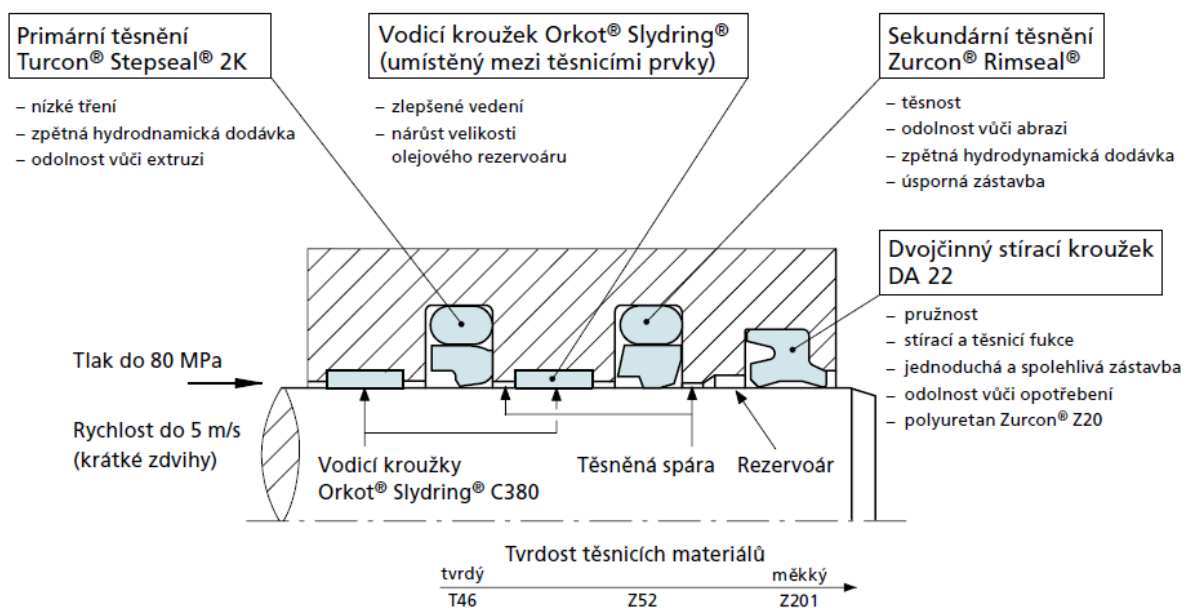 Primární těsnění
Turcon® Stepseal® 2K
– nízké tření
– zpětná hydrodnamická dodávka
– odolnost vůči extruzi
Vodicí kroužek Orkot® Slydring®
(umístěný mezi těsnicími prvky)
– zlepšené vedení
– nárůst velikosti
olejového rezervoáru
Sekundární těsnění
Zurcon® Rimseal®
– těsnost
– odolnost vůči abrazi
– zpětná hydrodynamická dodávka
– úsporná zástavba
Dvojčinný stírací kroužek
DA 22
– pružnost
– stírací a těsnicí fukce
– jednoduchá a spolehlivá zástavba
– odolnost vůči opotřebení
– polyuretan Zurcon® Z20
Tlak do 80 MPa
Rychlost do 5 m/s
(krátké zdvihy)
Vodicí kroužky
Orkot® Slydring® C380
Těsněná spára
Rezervoár
Tvrdost těsnicích materiálů
tvrdý měkký
T46 Z52 Z201